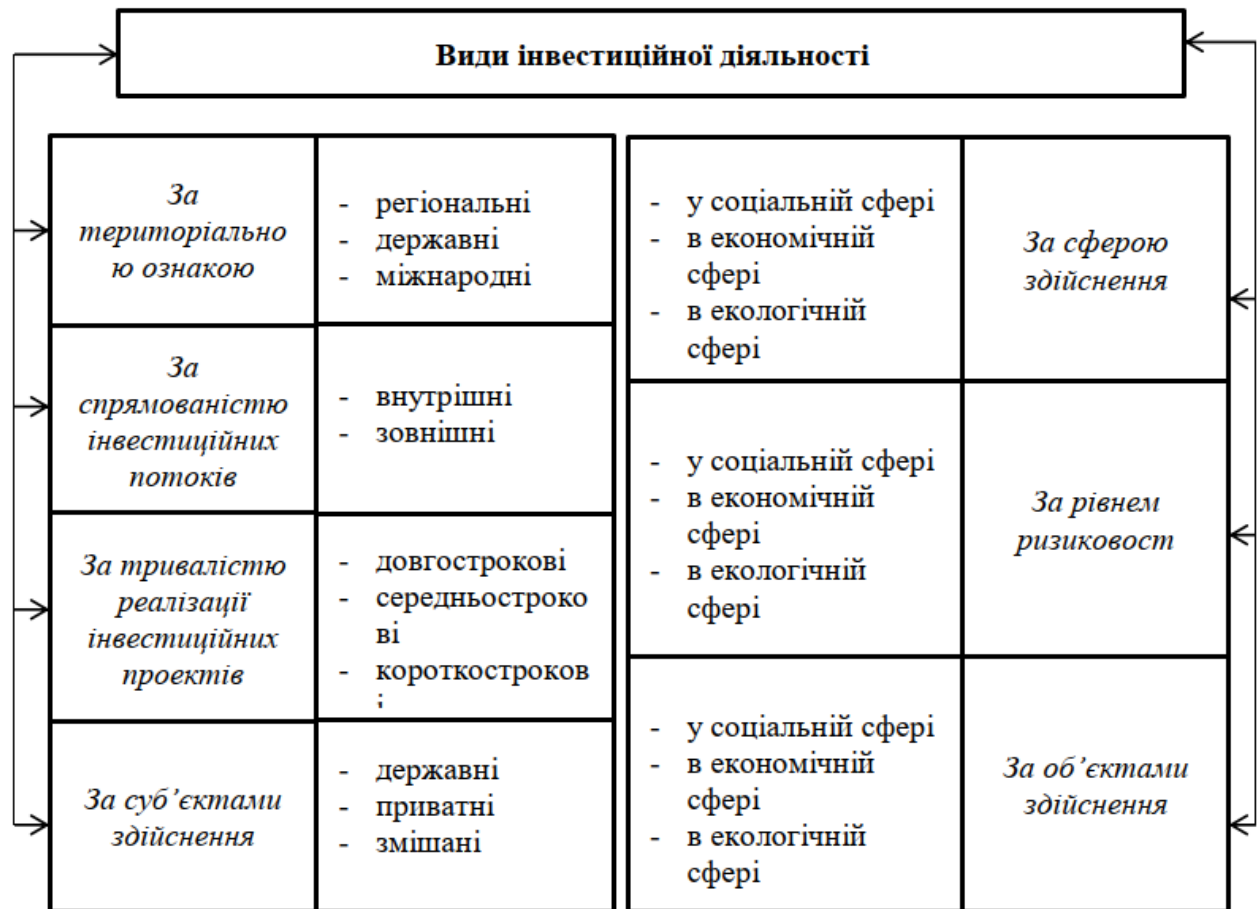 Види інвестиційної діяльності
За
територіально
ю ознакою
- регіональні
- державні
- міжнародні
За
спрямованістю
інвестиційних
потоків
- внутрішні
- зовнішні
За тривалістю
реалізації
інвестиційних
проектів
- довгострокові
- середньостроко
ві
- короткостроков
і
За суб’єктами
здійснення
- державні
- приватні
- змішані
- у соціальній сфері
- в економічній
сфері
- в екологічній
сфері
За сферою
здійснення
- у соціальній сфері
- в економічній
сфері
- в екологічній
сфері
За рівнем
ризиковост
- у соціальній сфері
- в економічній
сфері
- в екологічній
сфері
За об’єктами
здійснення